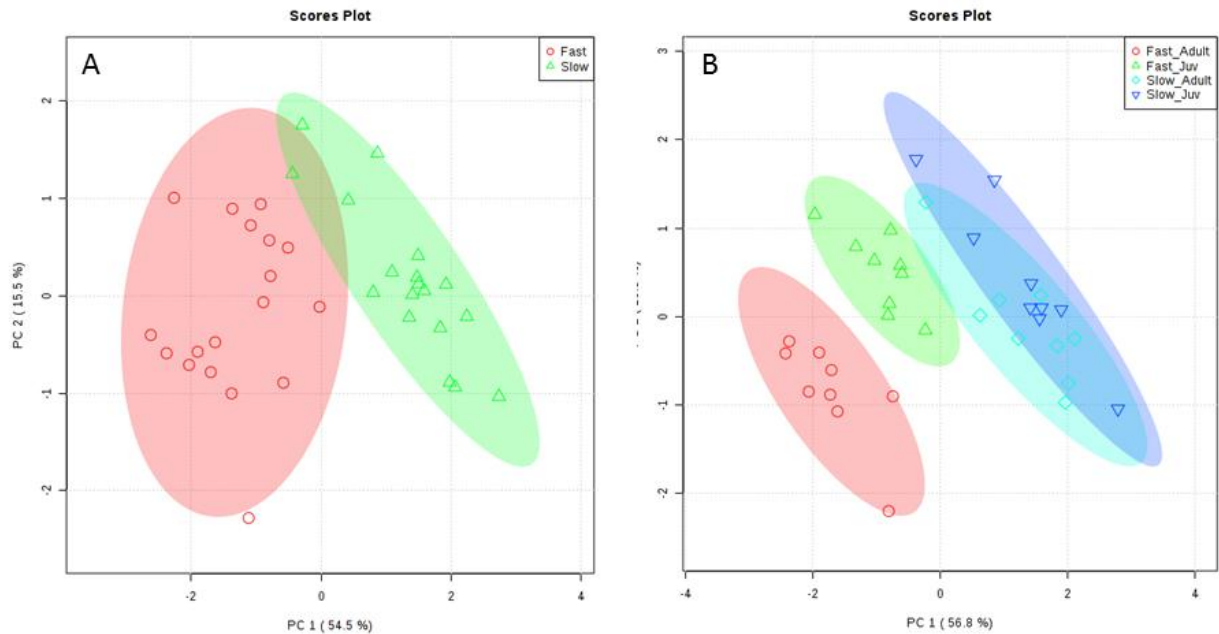 Scores Plot
A
Fast
Slow
2
1
0
-1
-2
PC 2 ( 15.5 %)
-2
0
2
4
PC 1 ( 54.5 %)
Scores Plot
B
Fast_Adult
Fast_Juv
Slow_Adult
Slow_Juv
3
2
1
0
-1
-2
-4
-2
0
2
4
PC 1 ( 56.8 %)